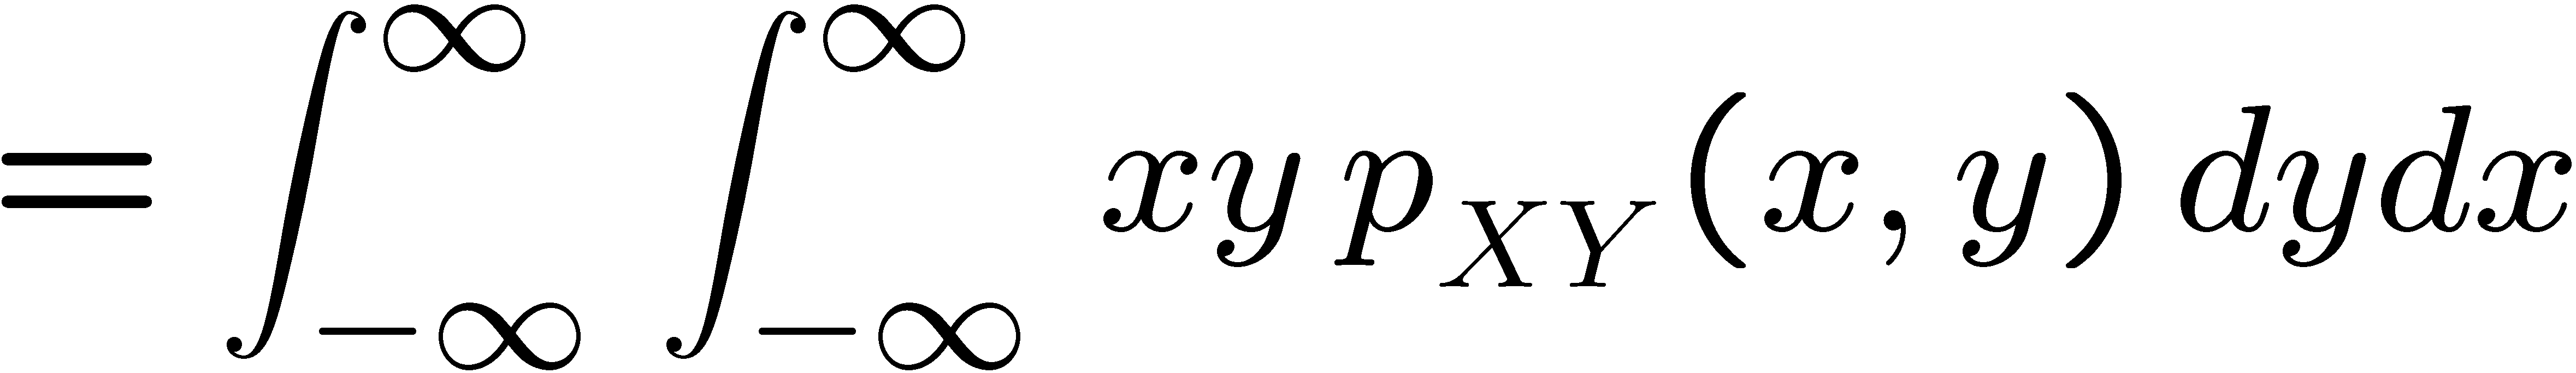 = ∫_{-∞}^{∞} ∫_{-∞}^{∞} xy p_{XY}(x, y) dydx